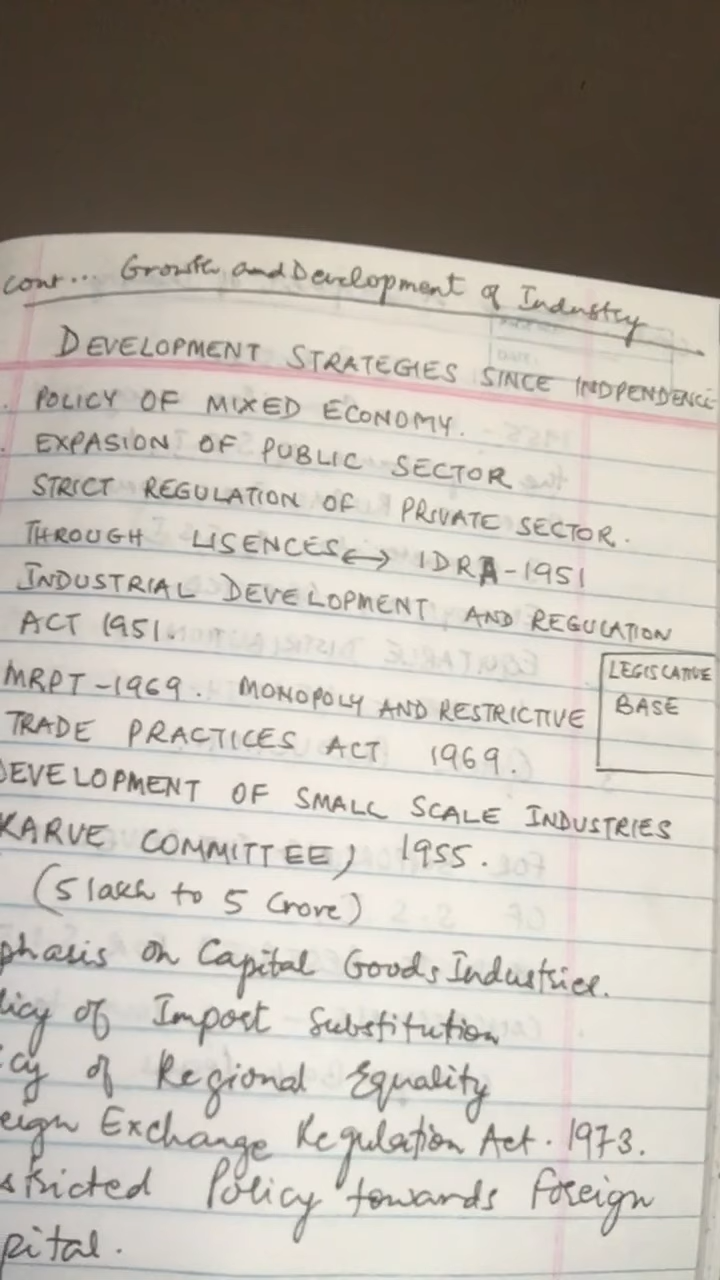 cont... Growth and Development of Industry
DEVELOPMENT STRATEGIES SINCE INDPENDENCE
. POLICY OF MIXED ECONOMY.
. EXPASION OF PUBLIC SECTOR
STRICT REGULATION OF PRIVATE SECTOR.
THROUGH LISENCES ↔ IDRA-1951
INDUSTRIAL DEVELOPMENT AND REGULATION
ACT 1951.
MRPT-1969. MONOPOLY AND RESTRICTIVE
TRADE PRACTICES ACT 1969.
LEGISLATIVE
BASE
DEVELOPMENT OF SMALL SCALE INDUSTRIES
KARVE COMMITTEE) 1955.
(5 lakh to 5 Crore)
phasis on Capital Goods Industries.
licy of Import Substitution
cy of Regional Equality
eign Exchange Regulation Act. 1973.
stricted Policy towards foreign
pital.